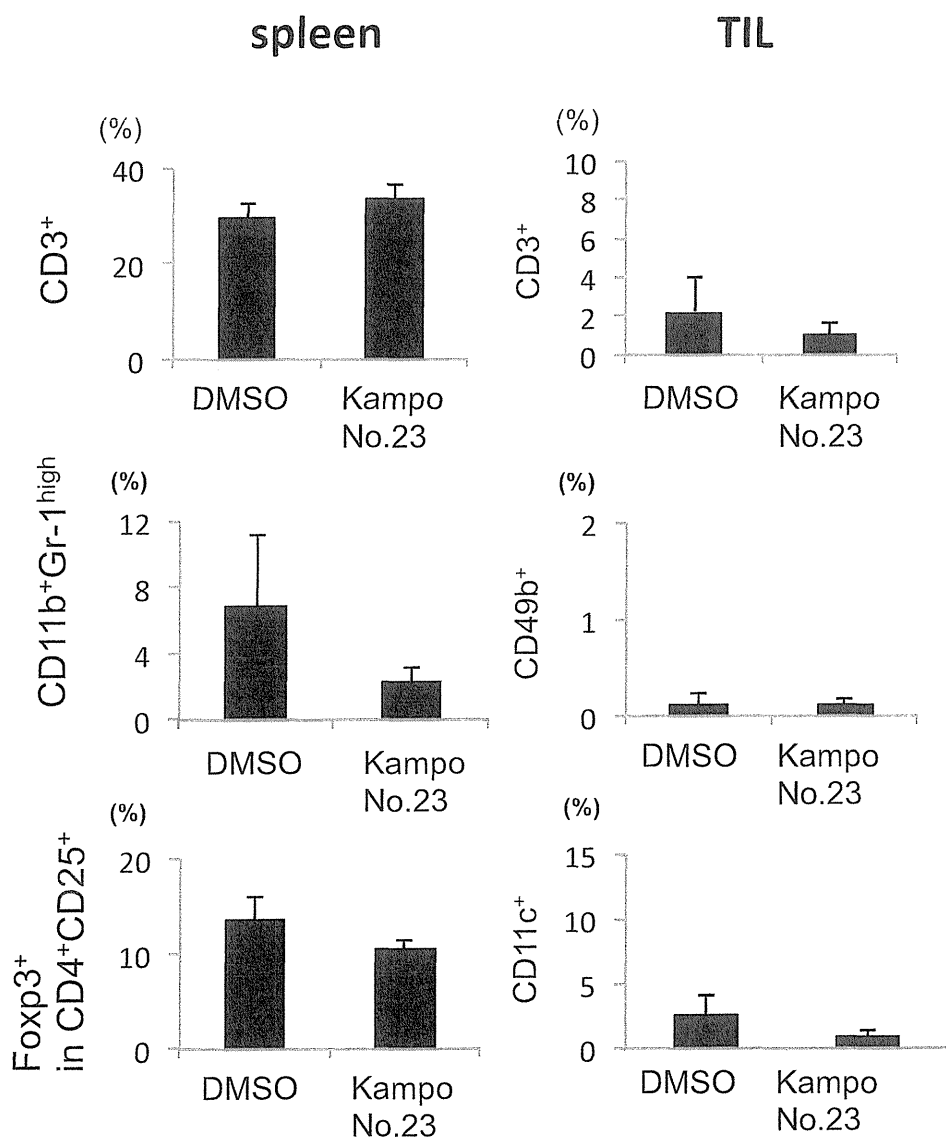 spleen
TIL
(%)
40
20
0
CD3⁺
DMSO
Kampo
No.23
(%)
10
8
6
4
2
0
CD3⁺
DMSO
Kampo
No.23
(%)
12
8
4
0
CD11b⁺Gr-1ʰⁱᵍʰ
DMSO
Kampo
No.23
(%)
2
1
0
CD49b⁺
DMSO
Kampo
No.23
(%)
20
10
0
Foxp3⁺
in CD4⁺CD25⁺
DMSO
Kampo
No.23
(%)
15
10
5
0
CD11c⁺
DMSO
Kampo
No.23